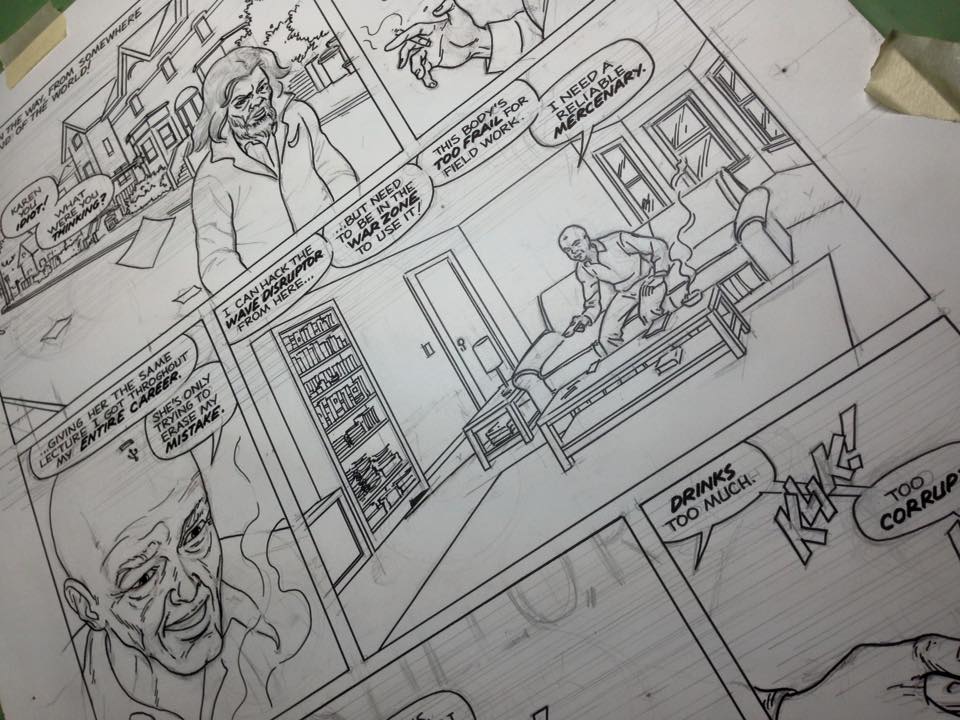 THE WAY, FROM SOMEWHERE
OF THE WORLD!
KAREN
YOU
IDIOT!
WHAT
WERE YOU
THINKING?
I CAN HACK THE
WAVE DISRUPTOR
FROM HERE...
...BUT NEED
TO BE IN THE
WAR ZONE
TO USE IT!
THIS BODY'S
TOO FRAIL FOR
FIELD WORK.
I NEED A
RELIABLE
MERCENARY.
...GIVING HER THE SAME
LECTURE I GOT THROGHOUT
MY ENTIRE CAREER.
SHE'S ONLY
TRYING TO
ERASE MY
MISTAKE.
DRINKS
TOO MUCH.
TOO